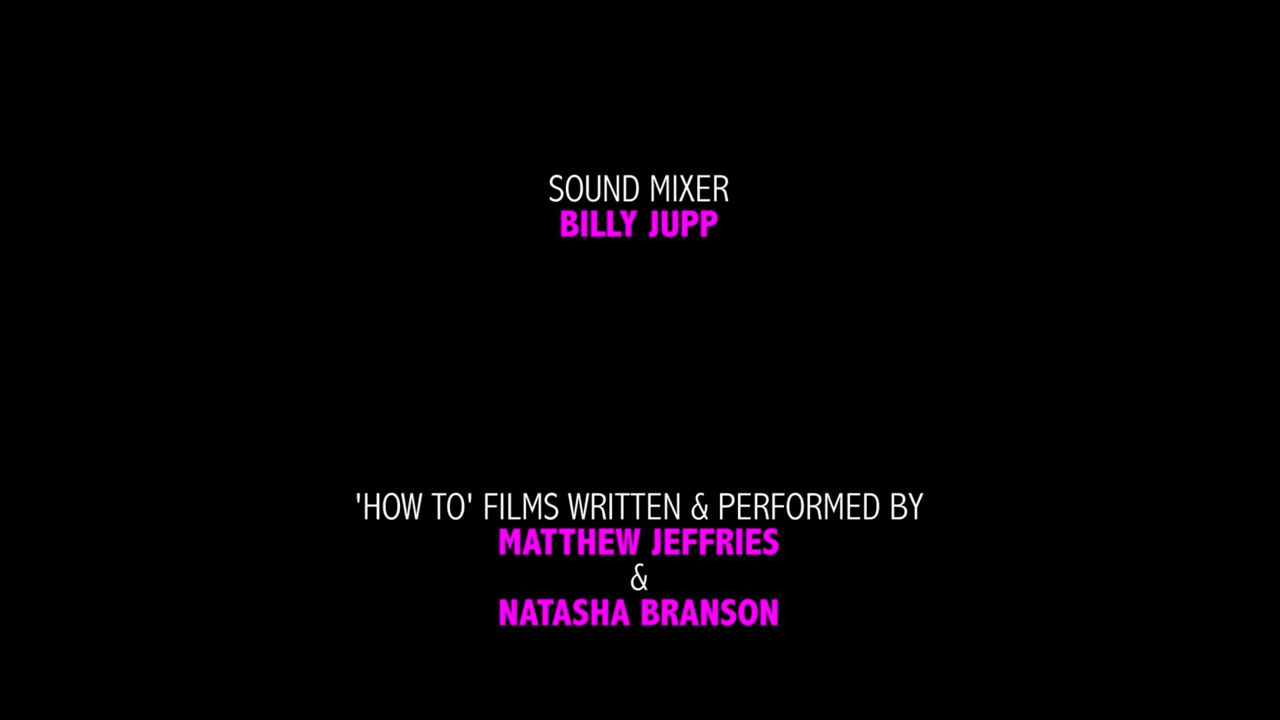 SOUND MIXER
BILLY JUPP
'HOW TO' FILMS WRITTEN & PERFORMED BY
MATTHEW JEFFRIES
&
NATASHA BRANSON